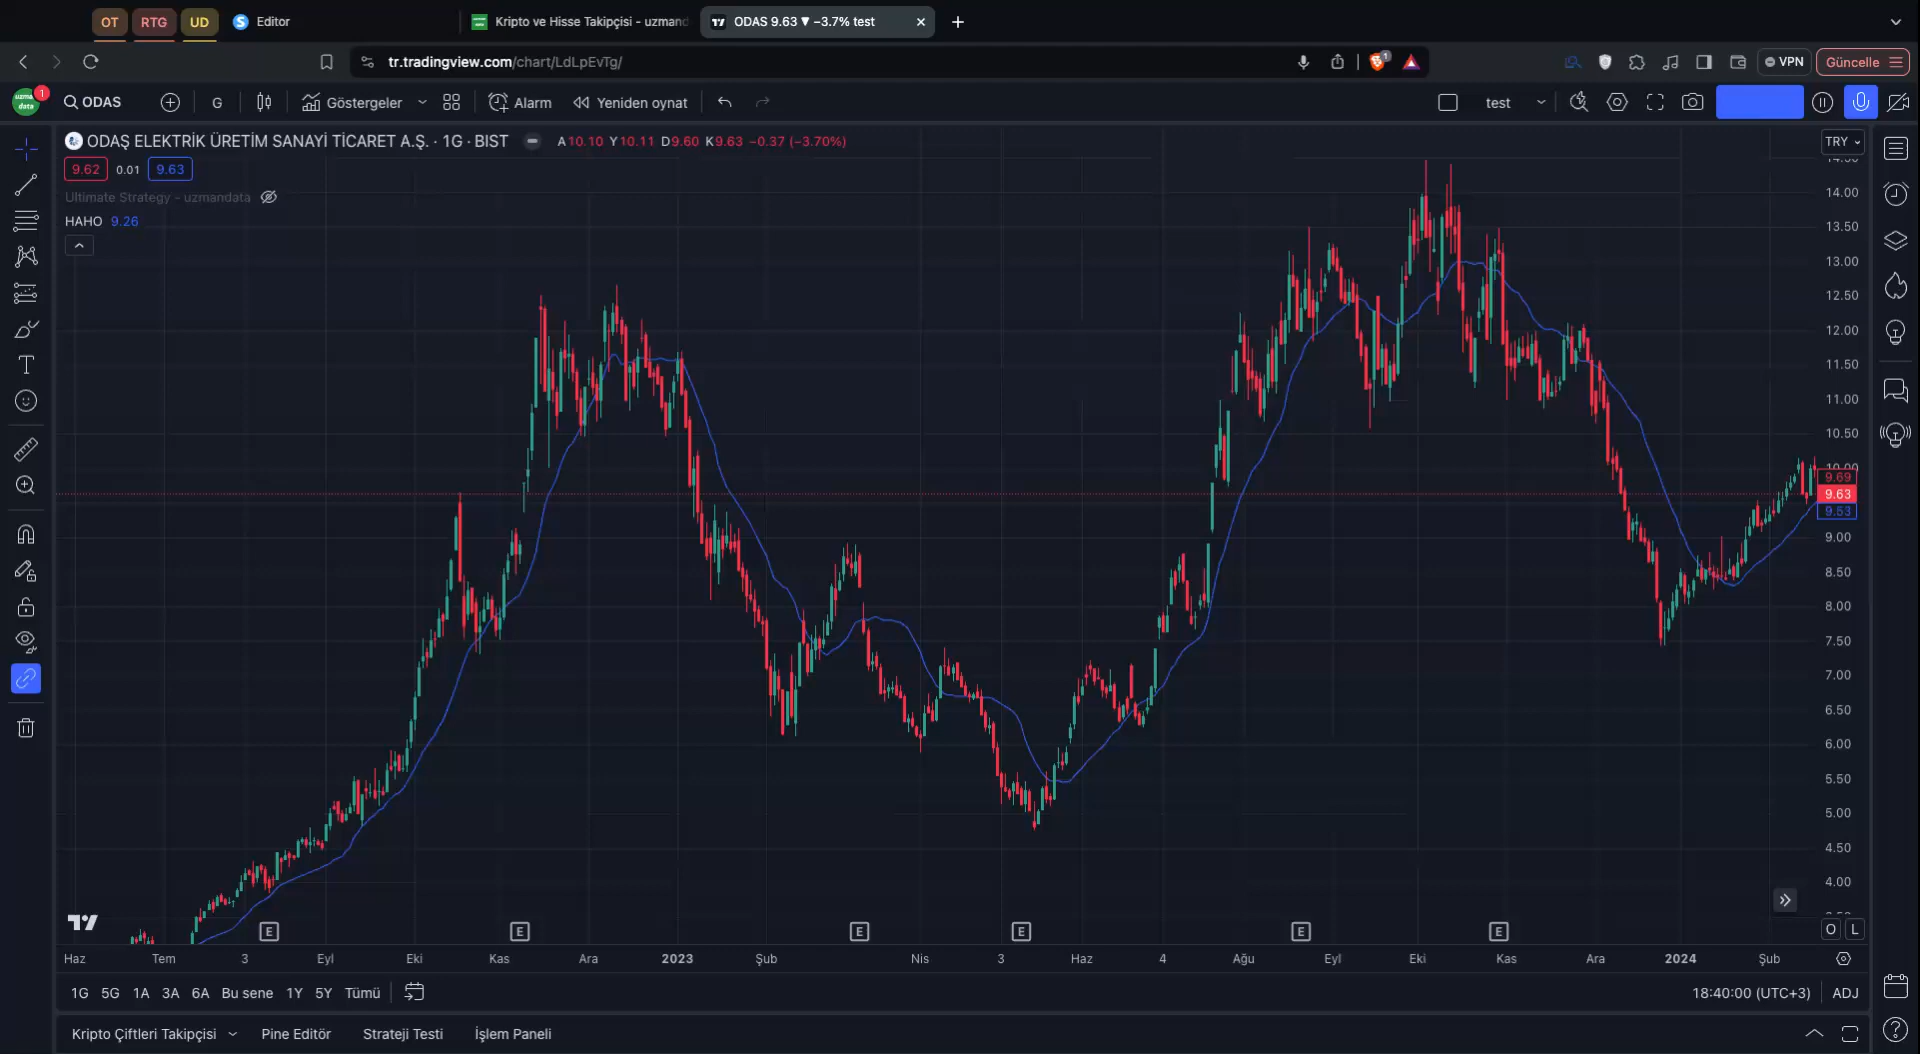 OT RTG UD Editor Kripto ve Hisse Takipçisi - uzmand ODAS 9.63 ▼ −3.7% test
tr.tradingview.com/chart/LdLpEvTg/ 1 VPN Güncelle
uzman data 1 ODAS G Göstergeler Alarm Yeniden oynat test
ODAŞ ELEKTRİK ÜRETİM SANAYİ TİCARET A.Ş. · 1G · BIST A10.10 Y10.11 D9.60 K9.63 −0.37 (−3.70%) TRY
9.62 0.01 9.63
Ultimate Strategy - uzmandata
HAHO 9.26
14.00
13.50
13.00
12.50
12.00
11.50
11.00
10.50
10.00
9.69
9.63
9.53
9.00
8.50
8.00
7.50
7.00
6.50
6.00
5.50
5.00
4.50
4.00
E E E E E E O L
Haz Tem 3 Eyl Eki Kas Ara 2023 Şub Nis 3 Haz 4 Ağu Eyl Eki Kas Ara 2024 Şub
1G 5G 1A 3A 6A Bu sene 1Y 5Y Tümü 18:40:00 (UTC+3) ADJ
Kripto Çiftleri Takipçisi Pine Editör Strateji Testi İşlem Paneli